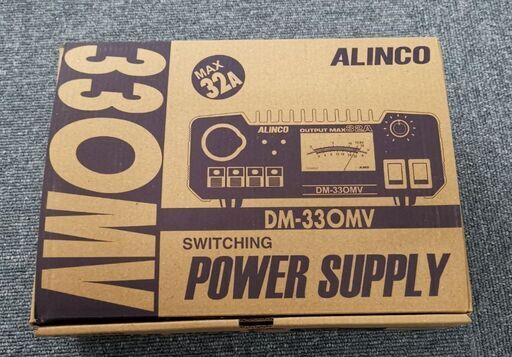 330MV
MAX
32A
ALINCO
ALINCO
OUTPUT MAX 32A
DM-330MV
DM-330MV
SWITCHING
POWER SUPPLY